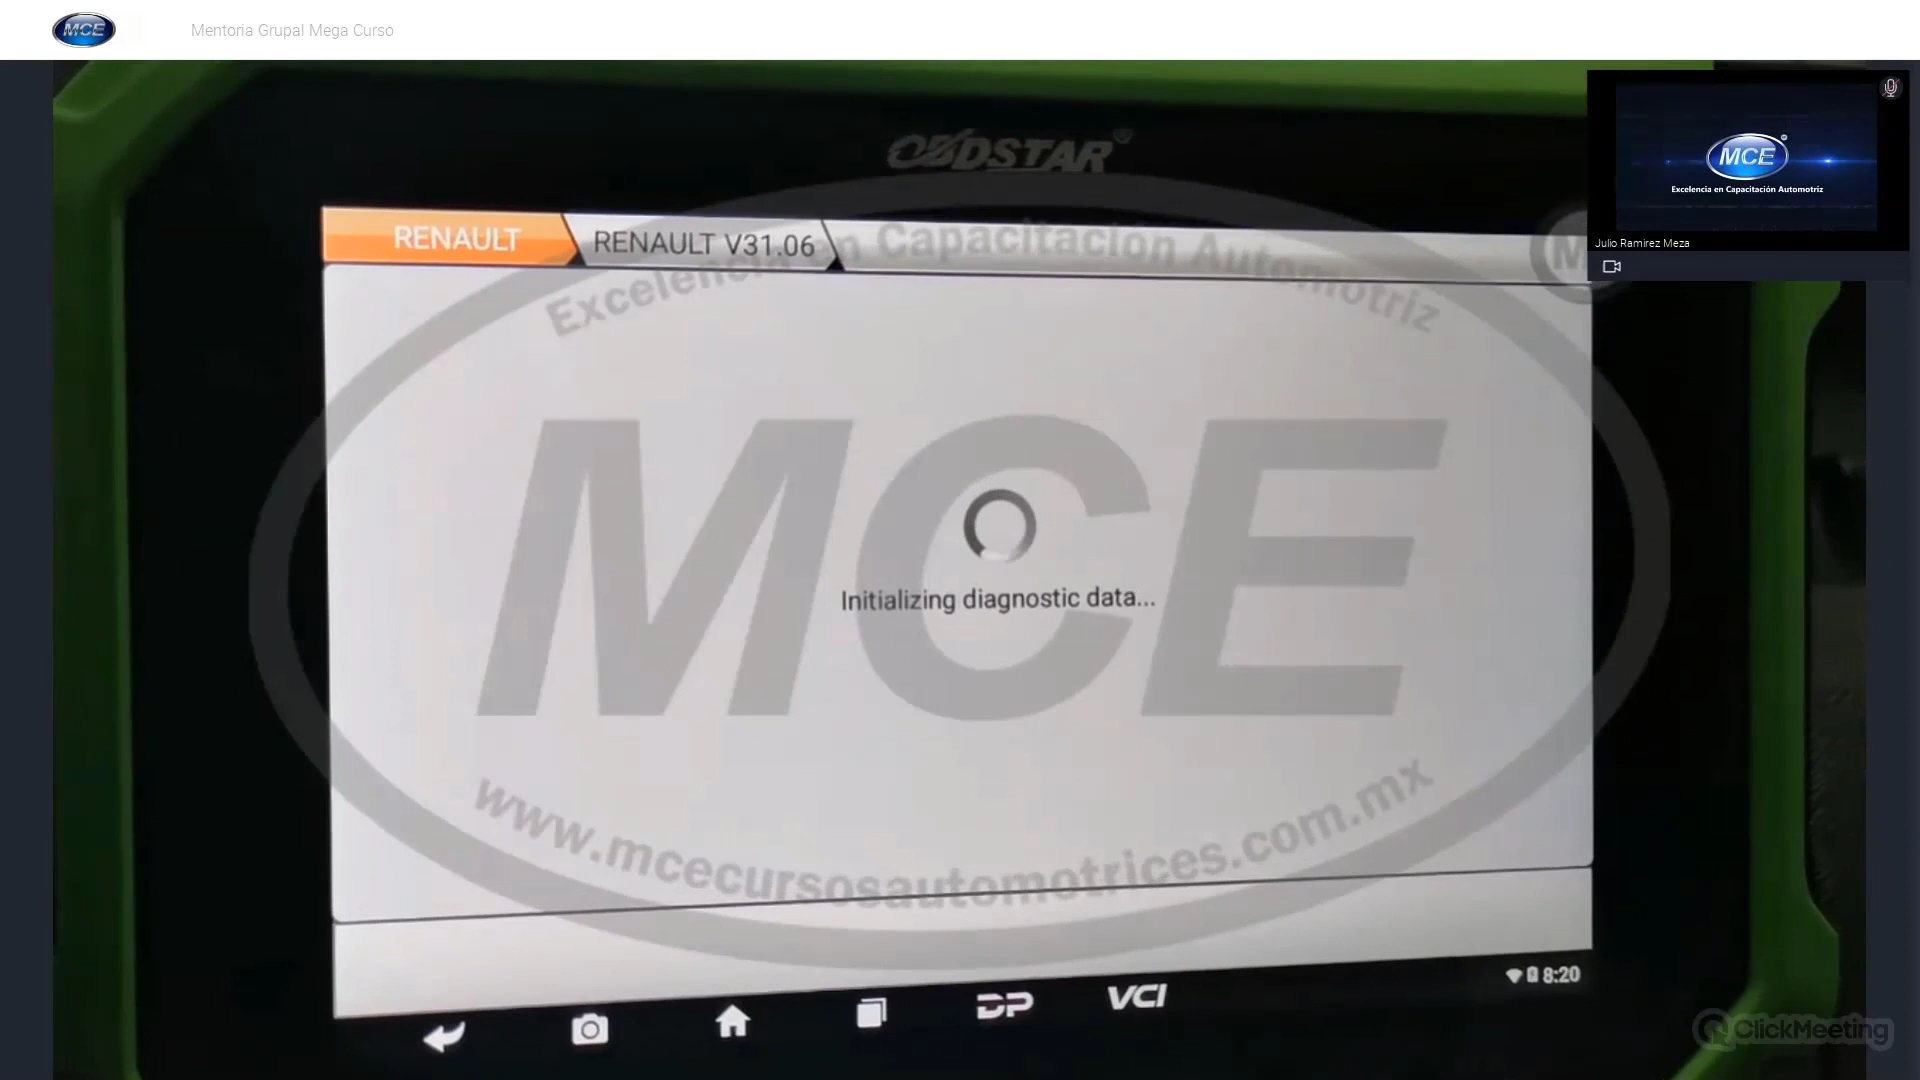 MCE
Mentoria Grupal Mega Curso
OBDSTAR®
MCE
Excelencia en Capacitación Automotriz
Julio Ramirez Meza
RENAULT
RENAULT V31.06
Excelencia en Capacitación Automotriz
MCE
Initializing diagnostic data...
www.mcecursosautomotrices.com.mx
8:20
DP
VCI
ClickMeeting